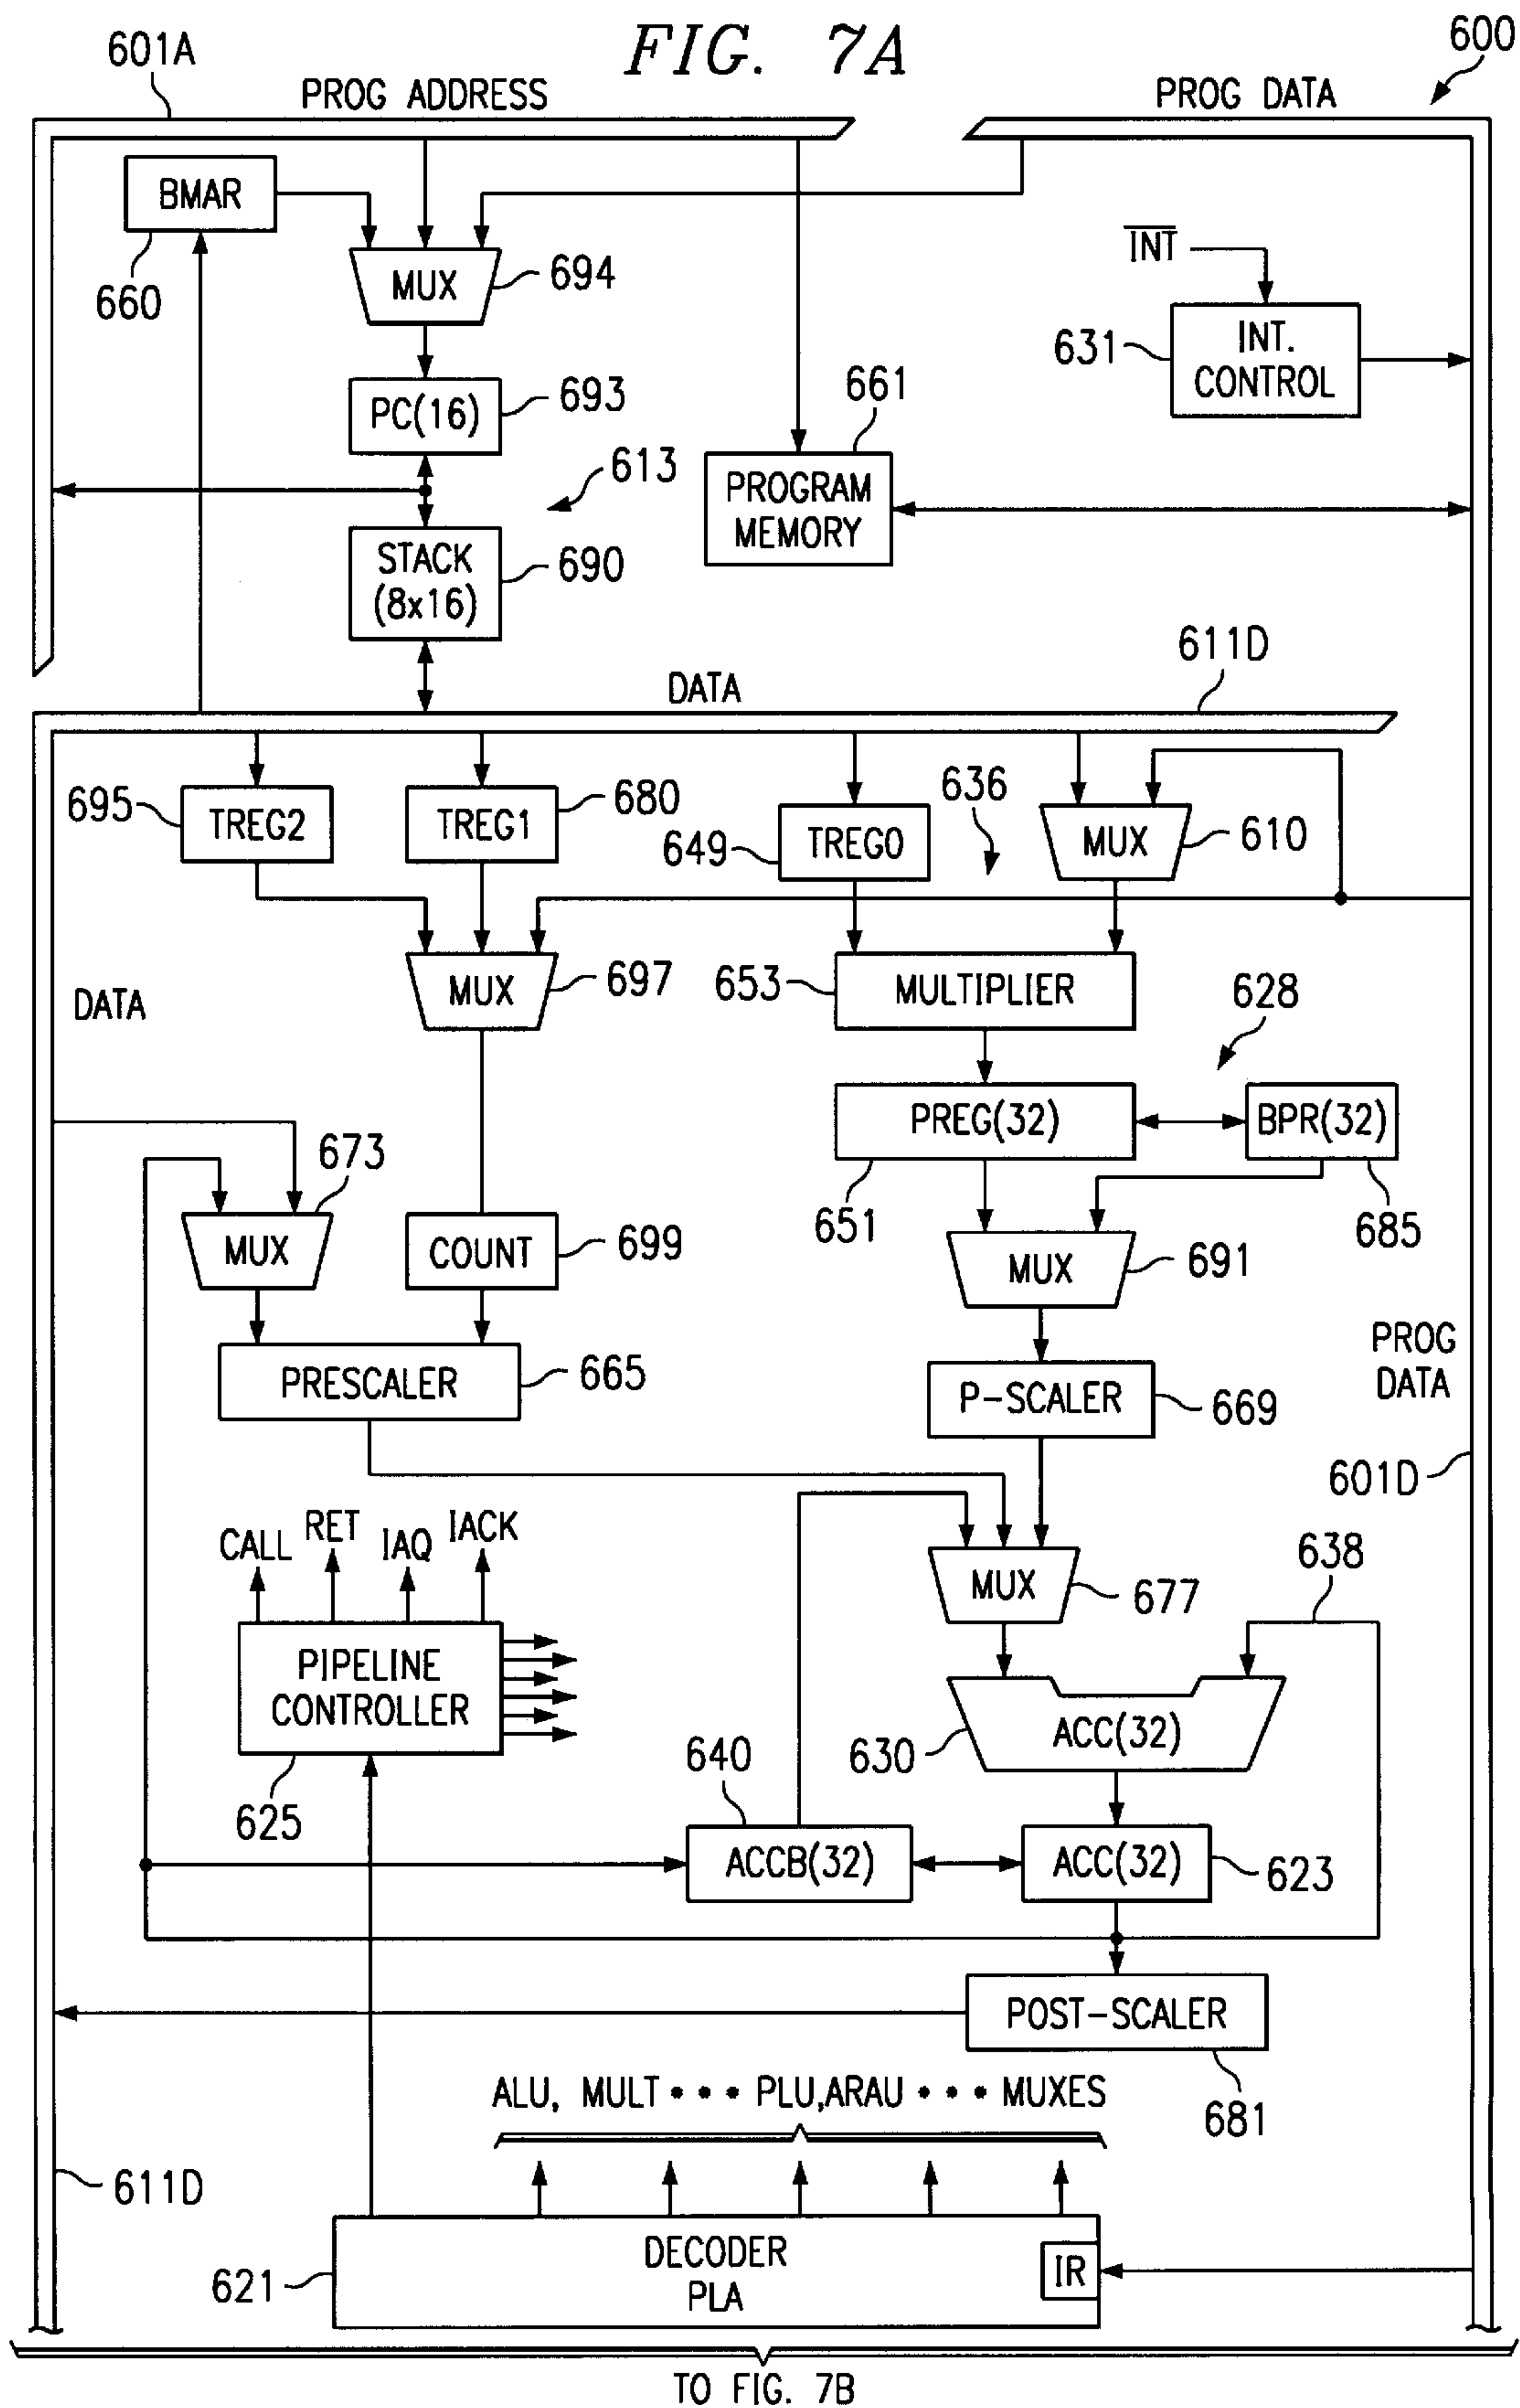 FIG. 7A
600
601A
PROG ADDRESS
PROG DATA
BMAR
660
MUX
694
INT
631
INT.
CONTROL
PC(16)
693
661
613
PROGRAM
MEMORY
STACK
(8x16)
690
611D
DATA
695
TREG2
TREG1
680
649
TREG0
636
MUX
610
MUX
697
653
MULTIPLIER
DATA
628
PREG(32)
BPR(32)
673
651
685
MUX
COUNT
699
MUX
691
PRESCALER
665
P-SCALER
669
PROG
DATA
601D
CALL
RET
IAQ
IACK
MUX
677
638
PIPELINE
CONTROLLER
625
630
ACC(32)
640
ACCB(32)
ACC(32)
623
POST-SCALER
681
ALU, MULT • • • PLU,ARAU • • • MUXES
611D
621
DECODER
PLA
IR
TO FIG. 7B